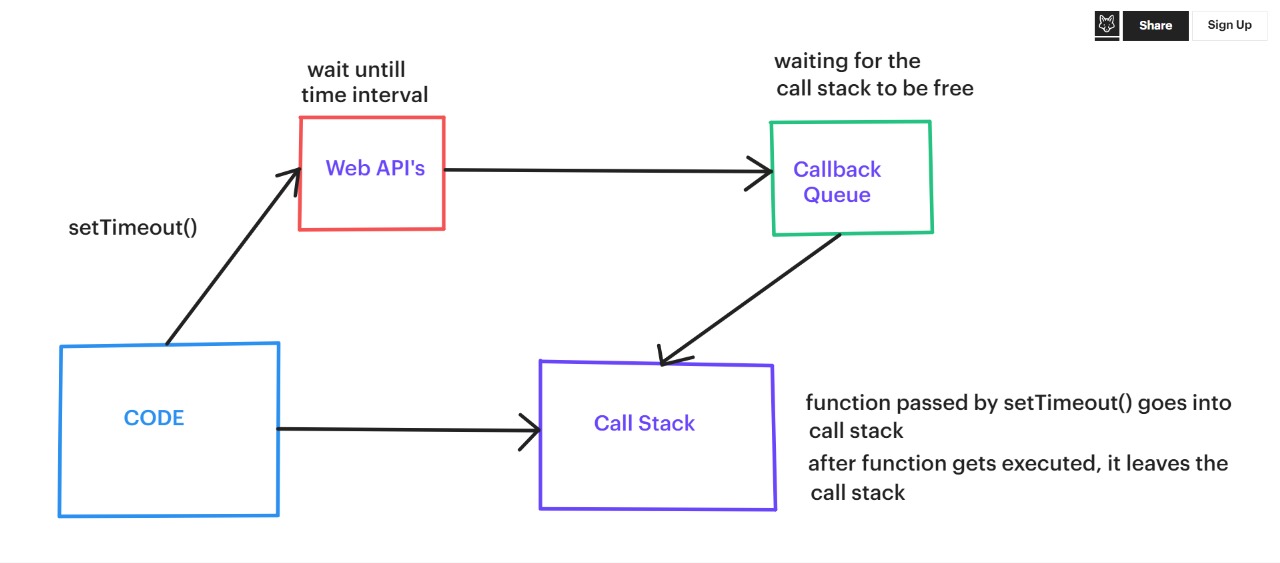 Share
Sign Up
wait untill
time interval
waiting for the
call stack to be free
Web API's
Callback
Queue
setTimeout()
CODE
Call Stack
function passed by setTimeout() goes into
call stack
after function gets executed, it leaves the
call stack